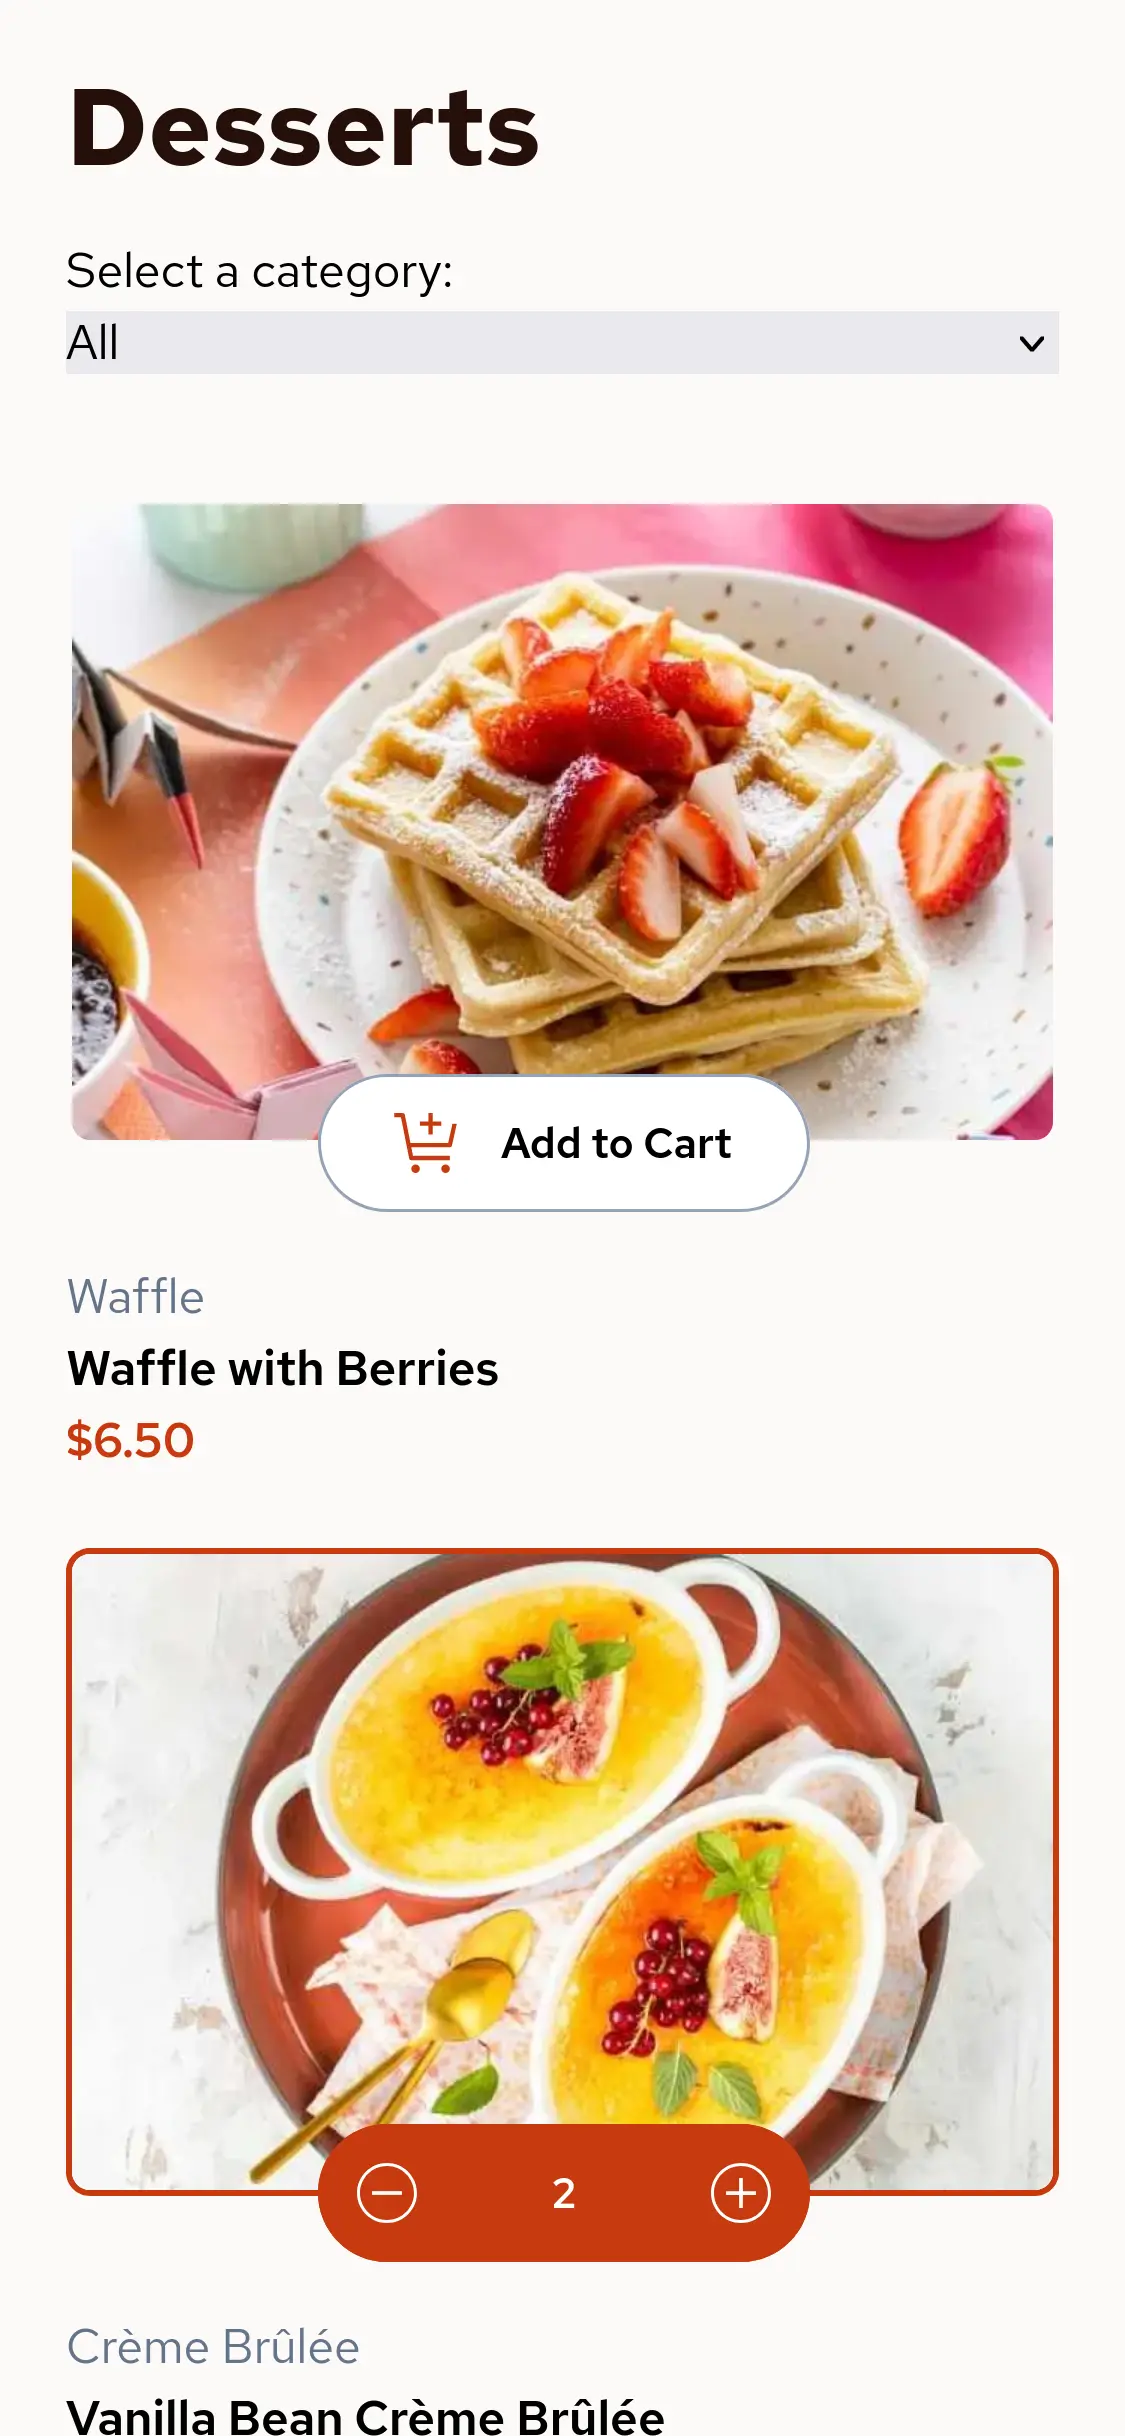 Desserts
Select a category:
All
Add to Cart
Waffle
Waffle with Berries
$6.50
2
Crème Brûlée
Vanilla Bean Crème Brûlée